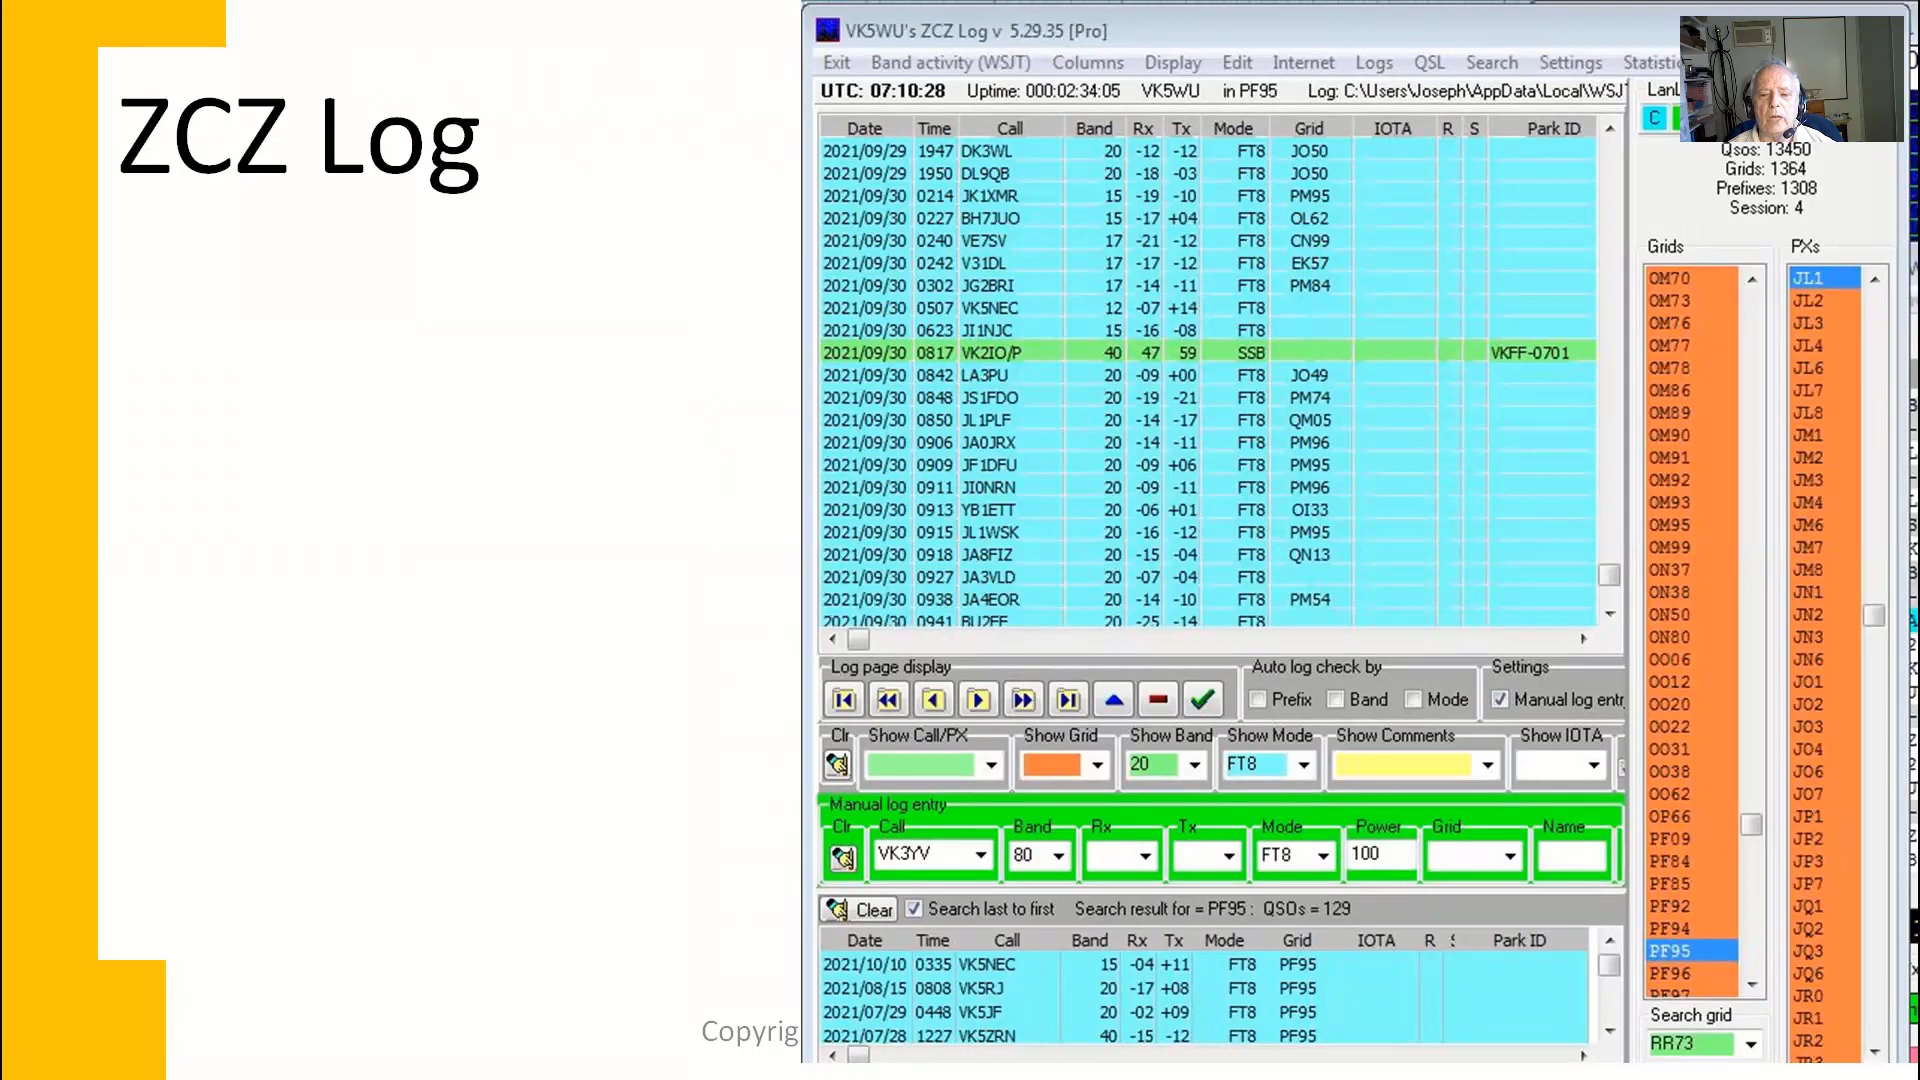 ZCZ Log
VK5WU's ZCZ Log v 5.29.35 [Pro]
Exit Band activity (WSJT) Columns Display Edit Internet Logs QSL Search Settings
UTC: 07:10:28 Uptime: 000:02:34:05 VK5WU in PF95 Log: C:\Users\Joseph\AppData\Local\WSJ
Date Time Call Band Rx Tx Mode Grid IOTA R S Park ID
2021/09/29 1947 DK3WL 20 -12 -12 FT8 JO50
2021/09/29 1950 DL9QB 20 -18 -03 FT8 JO50
2021/09/30 0214 JK1XMR 15 -19 -10 FT8 PM95
2021/09/30 0227 BH7JUO 15 -17 +04 FT8 OL62
2021/09/30 0240 VE7SV 17 -21 -12 FT8 CN99
2021/09/30 0242 V31DL 17 -17 -12 FT8 EK57
2021/09/30 0302 JG2BRI 17 -14 -11 FT8 PM84
2021/09/30 0507 VK5NEC 12 -07 +14 FT8
2021/09/30 0623 JI1NJC 15 -16 -08 FT8
2021/09/30 0817 VK2IO/P 40 47 59 SSB VKFF-0701
2021/09/30 0842 LA3PU 20 -09 +00 FT8 JO49
2021/09/30 0848 JS1FDO 20 -19 -21 FT8 PM74
2021/09/30 0850 JL1PLF 20 -14 -17 FT8 QM05
2021/09/30 0906 JA0JRX 20 -14 -11 FT8 PM96
2021/09/30 0909 JF1DFU 20 -09 +06 FT8 PM95
2021/09/30 0911 JI0NRN 20 -09 -11 FT8 PM96
2021/09/30 0913 YB1ETT 20 -06 +01 FT8 OI33
2021/09/30 0915 JL1WSK 20 -16 -12 FT8 PM95
2021/09/30 0918 JA8FIZ 20 -15 -04 FT8 QN13
2021/09/30 0927 JA3VLD 20 -07 -04 FT8
2021/09/30 0938 JA4EOR 20 -14 -10 FT8 PM54
2021/09/30 0941 20 -25 -14 FT8
Log page display Auto log check by Settings
Prefix Band Mode Manual log entr
Clr Show Call/PX Show Grid Show Band Show Mode Show Comments Show IOTA
20 FT8
Manual log entry
Clr Call Band Rx Tx Mode Power Grid Name
VK3YV 80 FT8 100
Clear Search last to first Search result for = PF95 : QSOs = 129
Date Time Call Band Rx Tx Mode Grid IOTA R Park ID
2021/10/10 0335 VK5NEC 15 -04 +11 FT8 PF95
2021/08/15 0808 VK5RJ 20 -17 +08 FT8 PF95
2021/07/29 0448 VK5JF 20 -02 +09 FT8 PF95
2021/07/28 1227 VK5ZRN 40 -15 -12 FT8 PF95
C
Qsos: 13450
Grids: 1364
Prefixes: 1308
Session: 4
Grids
OM70
OM73
OM76
OM77
OM78
OM86
OM89
OM90
OM91
OM92
OM93
OM95
OM99
ON37
ON38
ON50
ON80
OO06
OO12
OO20
OO22
OO31
OO38
OO62
OP66
PF09
PF84
PF85
PF92
PF94
PF95
PF96
PF97
Search grid
RR73
PXs
JL1
JL2
JL3
JL4
JL6
JL7
JL8
JM1
JM2
JM3
JM4
JM6
JM7
JM8
JN1
JN2
JN3
JN6
JO1
JO2
JO3
JO4
JO6
JO7
JP1
JP2
JP3
JP7
JQ1
JQ2
JQ3
JQ6
JR0
JR1
JR2
JR3
Copyrig